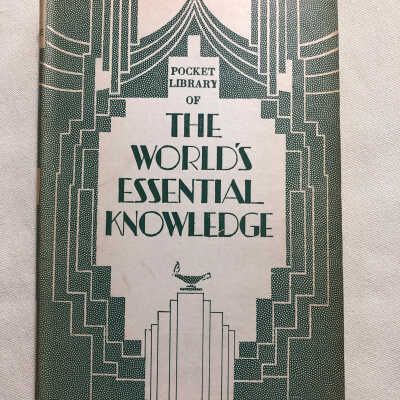 POCKET
LIBRARY
OF
THE
WORLD'S
ESSENTIAL
KNOWLEDGE